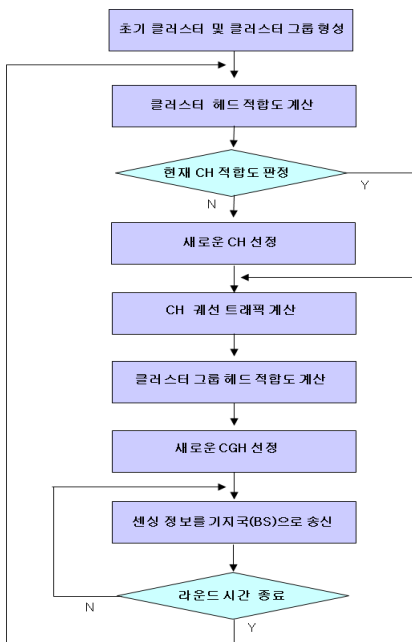 초기 클러스터 및 클러스터 그룹 형성
클러스터 헤드 적합도 계산
현재 CH 적합도 판정
Y
N
새로운 CH 선정
CH 궤선 트래픽 계산
클러스터 그룹 헤드 적합도 계산
새로운 CGH 선정
센싱 정보를 기지국(BS)으로 송신
라운드 시간 종료
N
Y